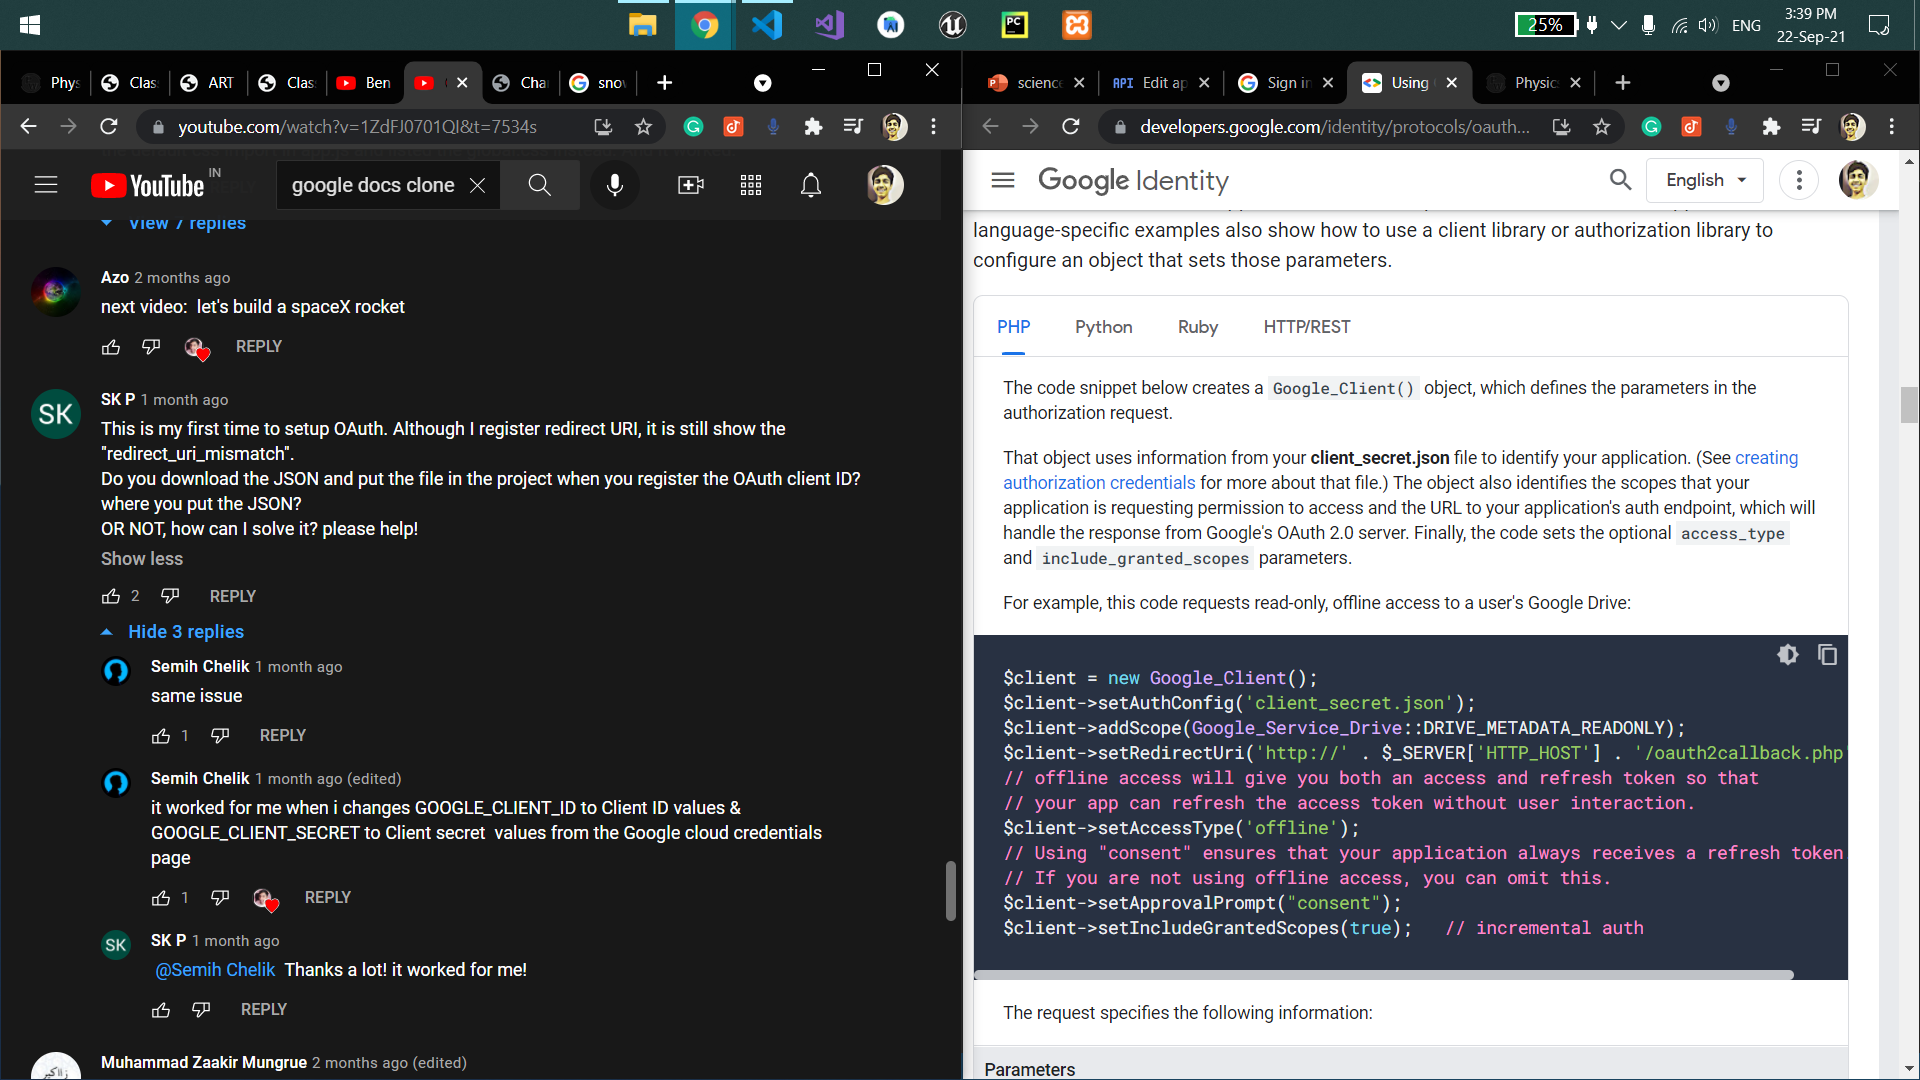 25%
ENG
3:39 PM
22-Sep-21
Phys
Clas
ART
Clas
Ben
Cha
snov
youtube.com/watch?v=1ZdFJ0701QI&t=7534s
YouTube IN
google docs clone
View 7 replies
Azo 2 months ago
next video: let's build a spaceX rocket
REPLY
SK
SK P 1 month ago
This is my first time to setup OAuth. Although I register redirect URI, it is still show the
"redirect_uri_mismatch".
Do you download the JSON and put the file in the project when you register the OAuth client ID?
where you put the JSON?
OR NOT, how can I solve it? please help!
Show less
2 REPLY
Hide 3 replies
Semih Chelik 1 month ago
same issue
1 REPLY
Semih Chelik 1 month ago (edited)
it worked for me when i changes GOOGLE_CLIENT_ID to Client ID values &
GOOGLE_CLIENT_SECRET to Client secret values from the Google cloud credentials
page
1 REPLY
SK
SK P 1 month ago
@Semih Chelik Thanks a lot! it worked for me!
REPLY
Muhammad Zaakir Mungrue 2 months ago (edited)
science
API Edit ap
Sign in
Using
Physic
developers.google.com/identity/protocols/oauth...
Google Identity
English
language-specific examples also show how to use a client library or authorization library to
configure an object that sets those parameters.
PHP Python Ruby HTTP/REST
The code snippet below creates a Google_Client() object, which defines the parameters in the
authorization request.
That object uses information from your client_secret.json file to identify your application. (See creating
authorization credentials for more about that file.) The object also identifies the scopes that your
application is requesting permission to access and the URL to your application's auth endpoint, which will
handle the response from Google's OAuth 2.0 server. Finally, the code sets the optional access_type
and include_granted_scopes parameters.
For example, this code requests read-only, offline access to a user's Google Drive:
$client = new Google_Client();
$client->setAuthConfig('client_secret.json');
$client->addScope(Google_Service_Drive::DRIVE_METADATA_READONLY);
$client->setRedirectUri('http://' . $_SERVER['HTTP_HOST'] . '/oauth2callback.php'
// offline access will give you both an access and refresh token so that
// your app can refresh the access token without user interaction.
$client->setAccessType('offline');
// Using "consent" ensures that your application always receives a refresh token
// If you are not using offline access, you can omit this.
$client->setApprovalPrompt("consent");
$client->setIncludeGrantedScopes(true); // incremental auth
The request specifies the following information:
Parameters